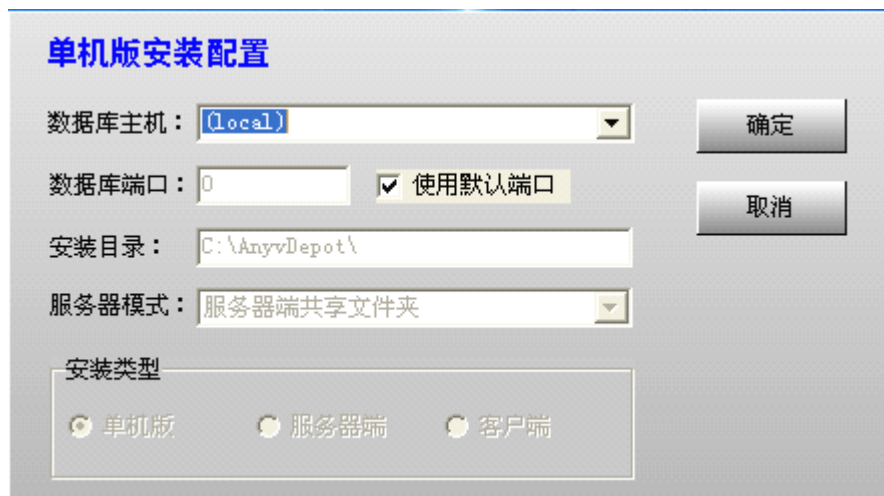 单机版安装配置
数据库主机： (local)
确定
数据库端口： 0 使用默认端口
取消
安装目录： C:\AnyvDepot\
服务器模式： 服务器端共享文件夹
安装类型
单机版 服务器端 客户端